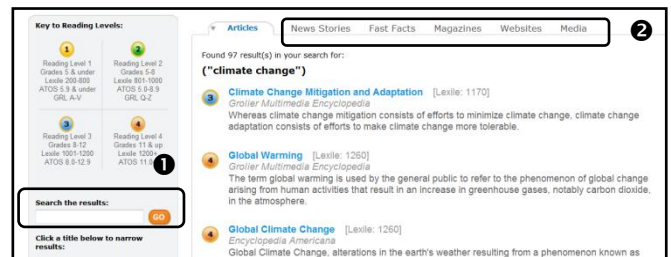 Key to Reading Levels:
1
2
Reading Level 1
Grades 5 & under
Lexile 200-800
ATOS 5.9 & under
GRL A-V
Reading Level 2
Grades 5-8
Lexile 801-1000
ATOS 5.0-8.9
GRL Q-Z
3
4
Reading Level 3
Grades 8-12
Lexile 1001-1200
ATOS 8.0-12.9
Reading Level 4
Grades 11 & up
Lexile 1200+
ATOS 11.0
1
Search the results:
GO
Click a title below to narrow
results:
Articles News Stories Fast Facts Magazines Websites Media
2
Found 97 result(s) in your search for:
("climate change")
3 Climate Change Mitigation and Adaptation [Lexile: 1170]
Grolier Multimedia Encyclopedia
Whereas climate change mitigation consists of efforts to minimize climate change, climate change
adaptation consists of efforts to make climate change more tolerable.
4 Global Warming [Lexile: 1260]
Grolier Multimedia Encyclopedia
The term global warming is used by the general public to refer to the phenomenon of global change
arising from human activities that result in an increase in greenhouse gases, notably carbon dioxide,
in the atmosphere.
4 Global Climate Change [Lexile: 1260]
Encyclopedia Americana
Global Climate Change, alterations in the earth's weather resulting from a phenomenon known as